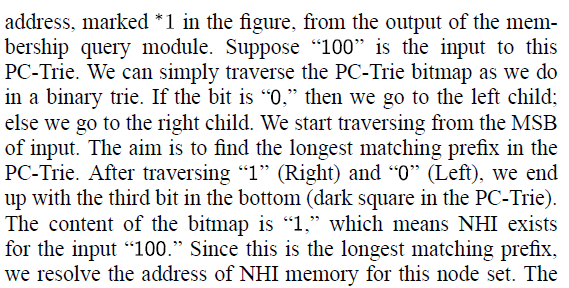 address, marked *1 in the figure, from the output of the mem-
bership query module. Suppose “100” is the input to this
PC-Trie. We can simply traverse the PC-Trie bitmap as we do
in a binary trie. If the bit is “0,” then we go to the left child;
else we go to the right child. We start traversing from the MSB
of input. The aim is to find the longest matching prefix in the
PC-Trie. After traversing “1” (Right) and “0” (Left), we end
up with the third bit in the bottom (dark square in the PC-Trie).
The content of the bitmap is “1,” which means NHI exists
for the input “100.” Since this is the longest matching prefix,
we resolve the address of NHI memory for this node set. The